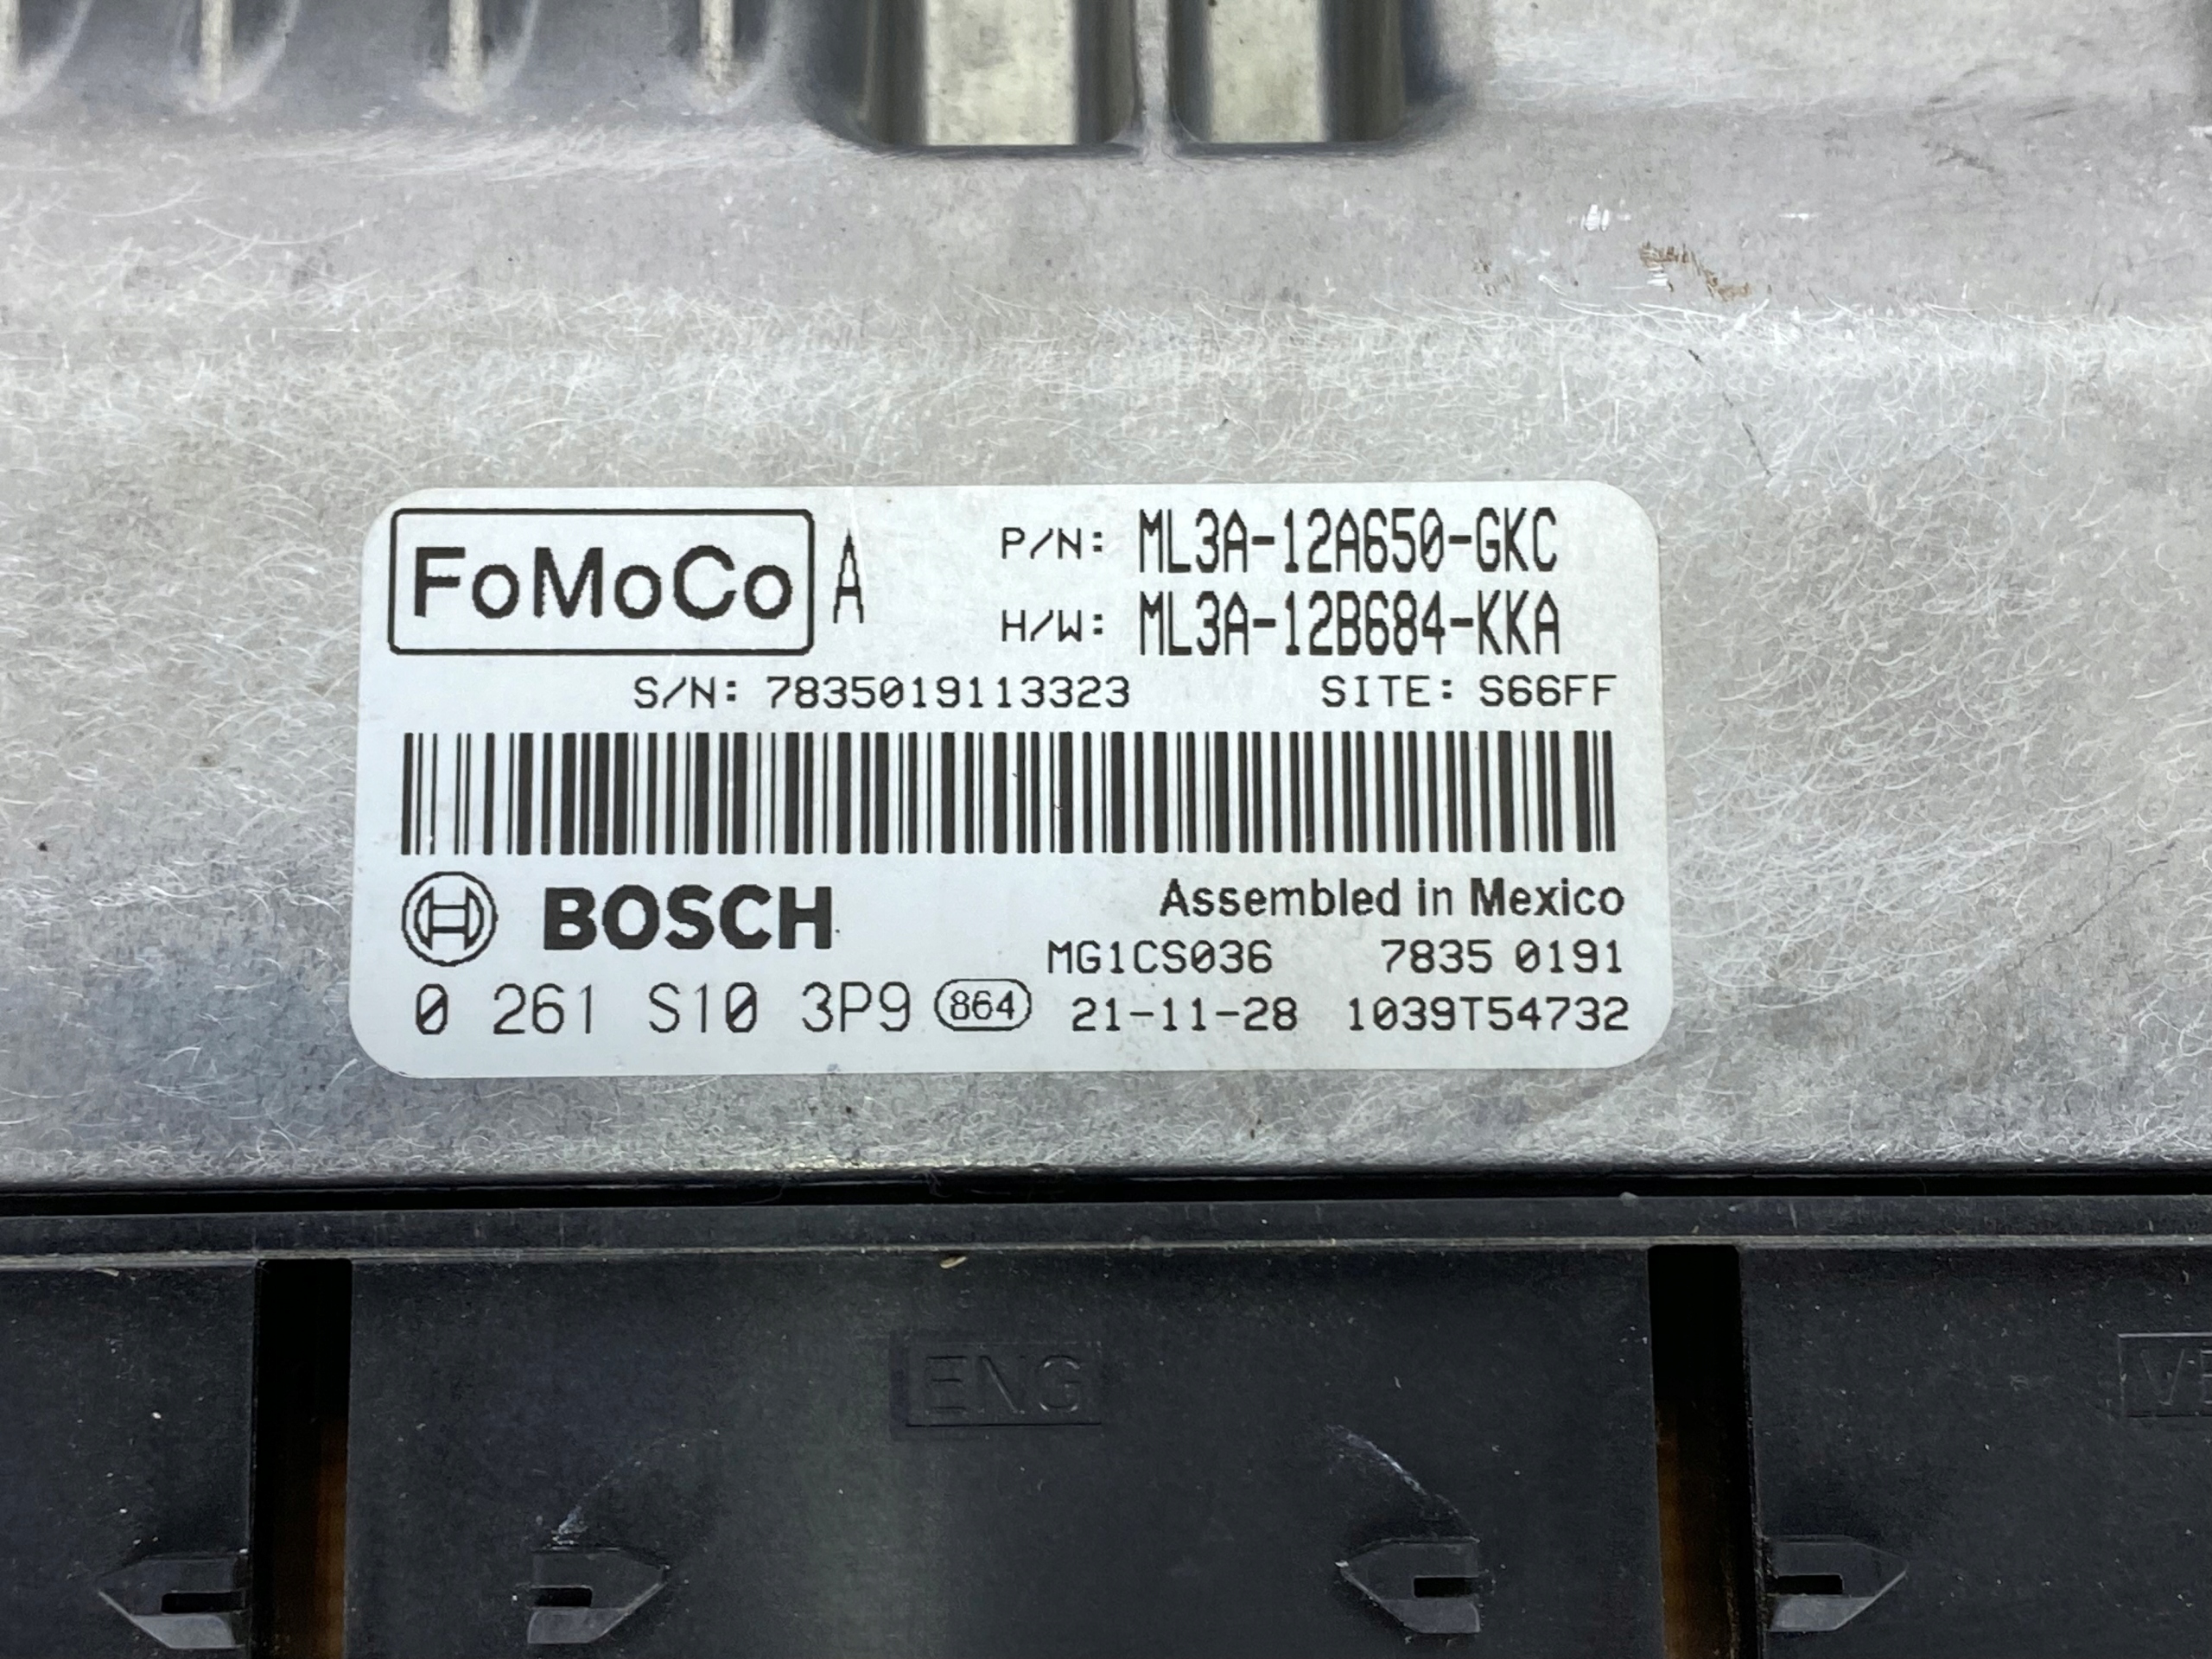 FoMoCo A P/N: ML3A-12A650-GKC
H/W: ML3A-12B684-KKA
S/N: 7835019113323 SITE: S66FF
BOSCH Assembled in Mexico
MG1CS036 7835 0191
0 261 S10 3P9 864 21-11-28 1039T54732
ENG